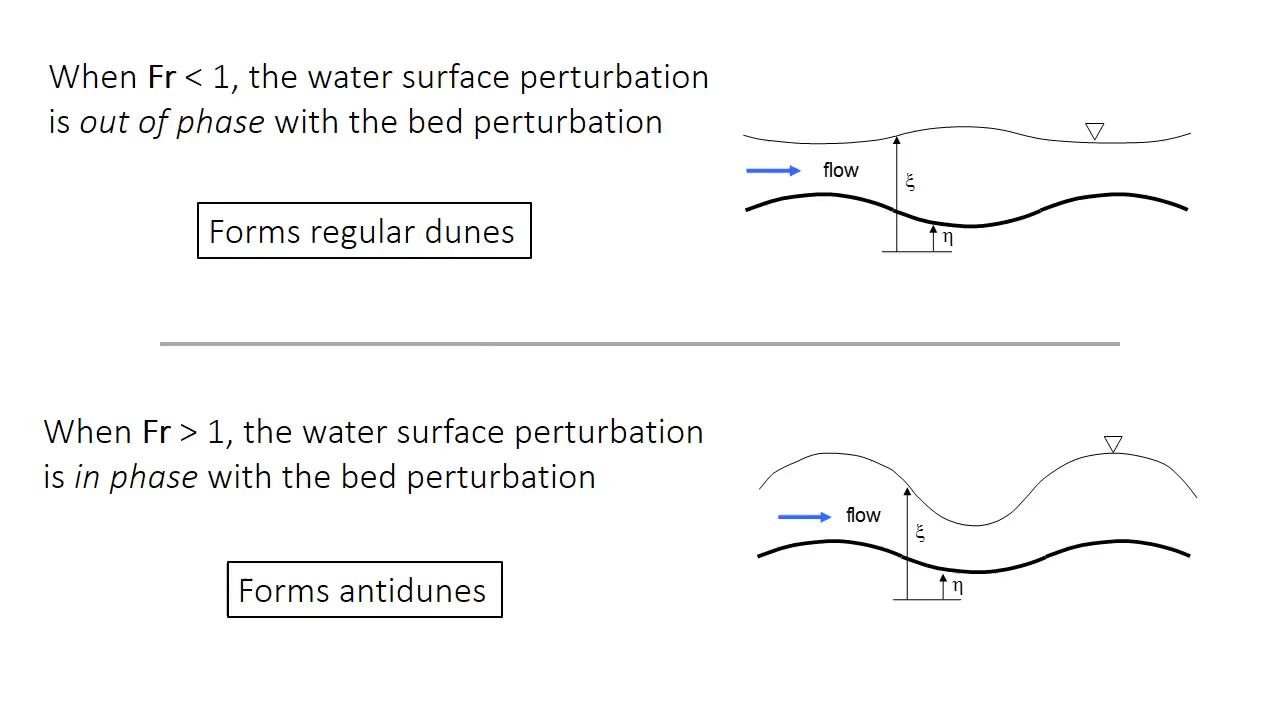 When Fr < 1, the water surface perturbation
is out of phase with the bed perturbation
Forms regular dunes
flow
ξ
η
When Fr > 1, the water surface perturbation
is in phase with the bed perturbation
Forms antidunes
flow
ξ
η